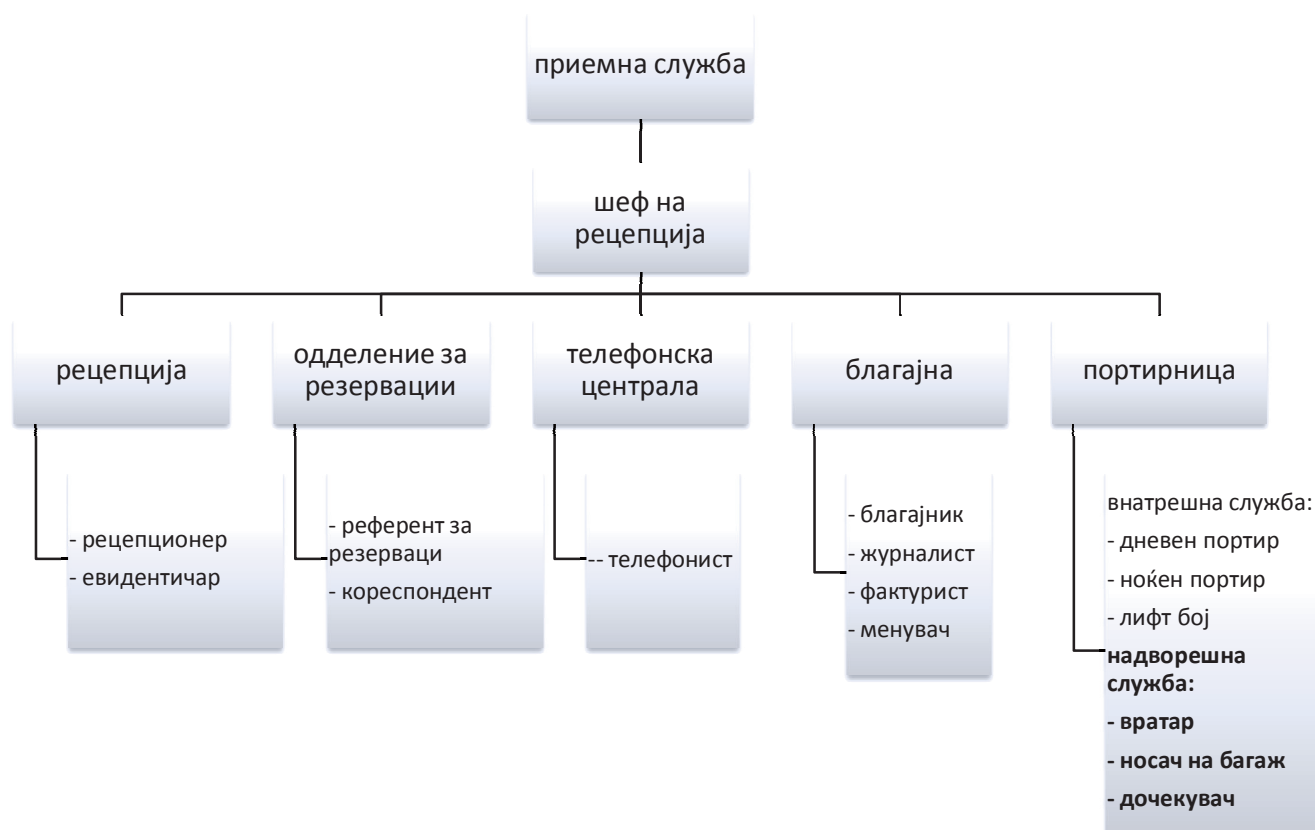 приемна служба
шеф на
рецепција
рецепција
одделение за
резервации
телефонска
централа
благајна
портирница
- рецепционер
- евидентичар
- референт за
резерваци
- кореспондент
-- телефонист
- благајник
- журналист
- фактурист
- менувач
внатрешна служба:
- дневен портир
- ноќен портир
- лифт бој
надворешна
служба:
- вратар
- носач на багаж
- дочекувач